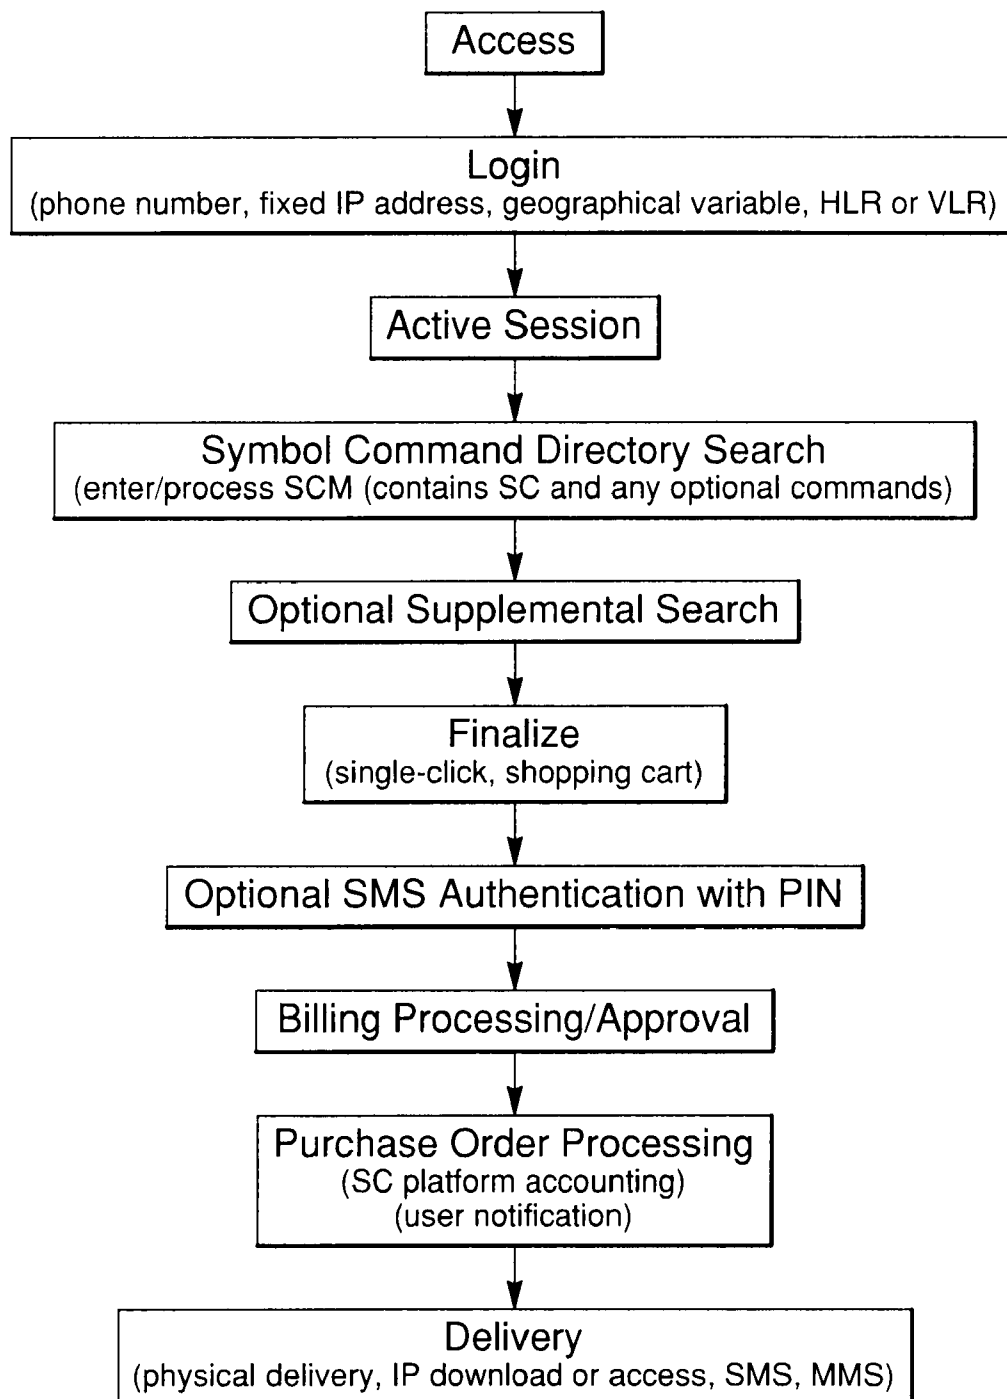 Access
Login
(phone number, fixed IP address, geographical variable, HLR or VLR)
Active Session
Symbol Command Directory Search
(enter/process SCM (contains SC and any optional commands)
Optional Supplemental Search
Finalize
(single-click, shopping cart)
Optional SMS Authentication with PIN
Billing Processing/Approval
Purchase Order Processing
(SC platform accounting)
(user notification)
Delivery
(physical delivery, IP download or access, SMS, MMS)